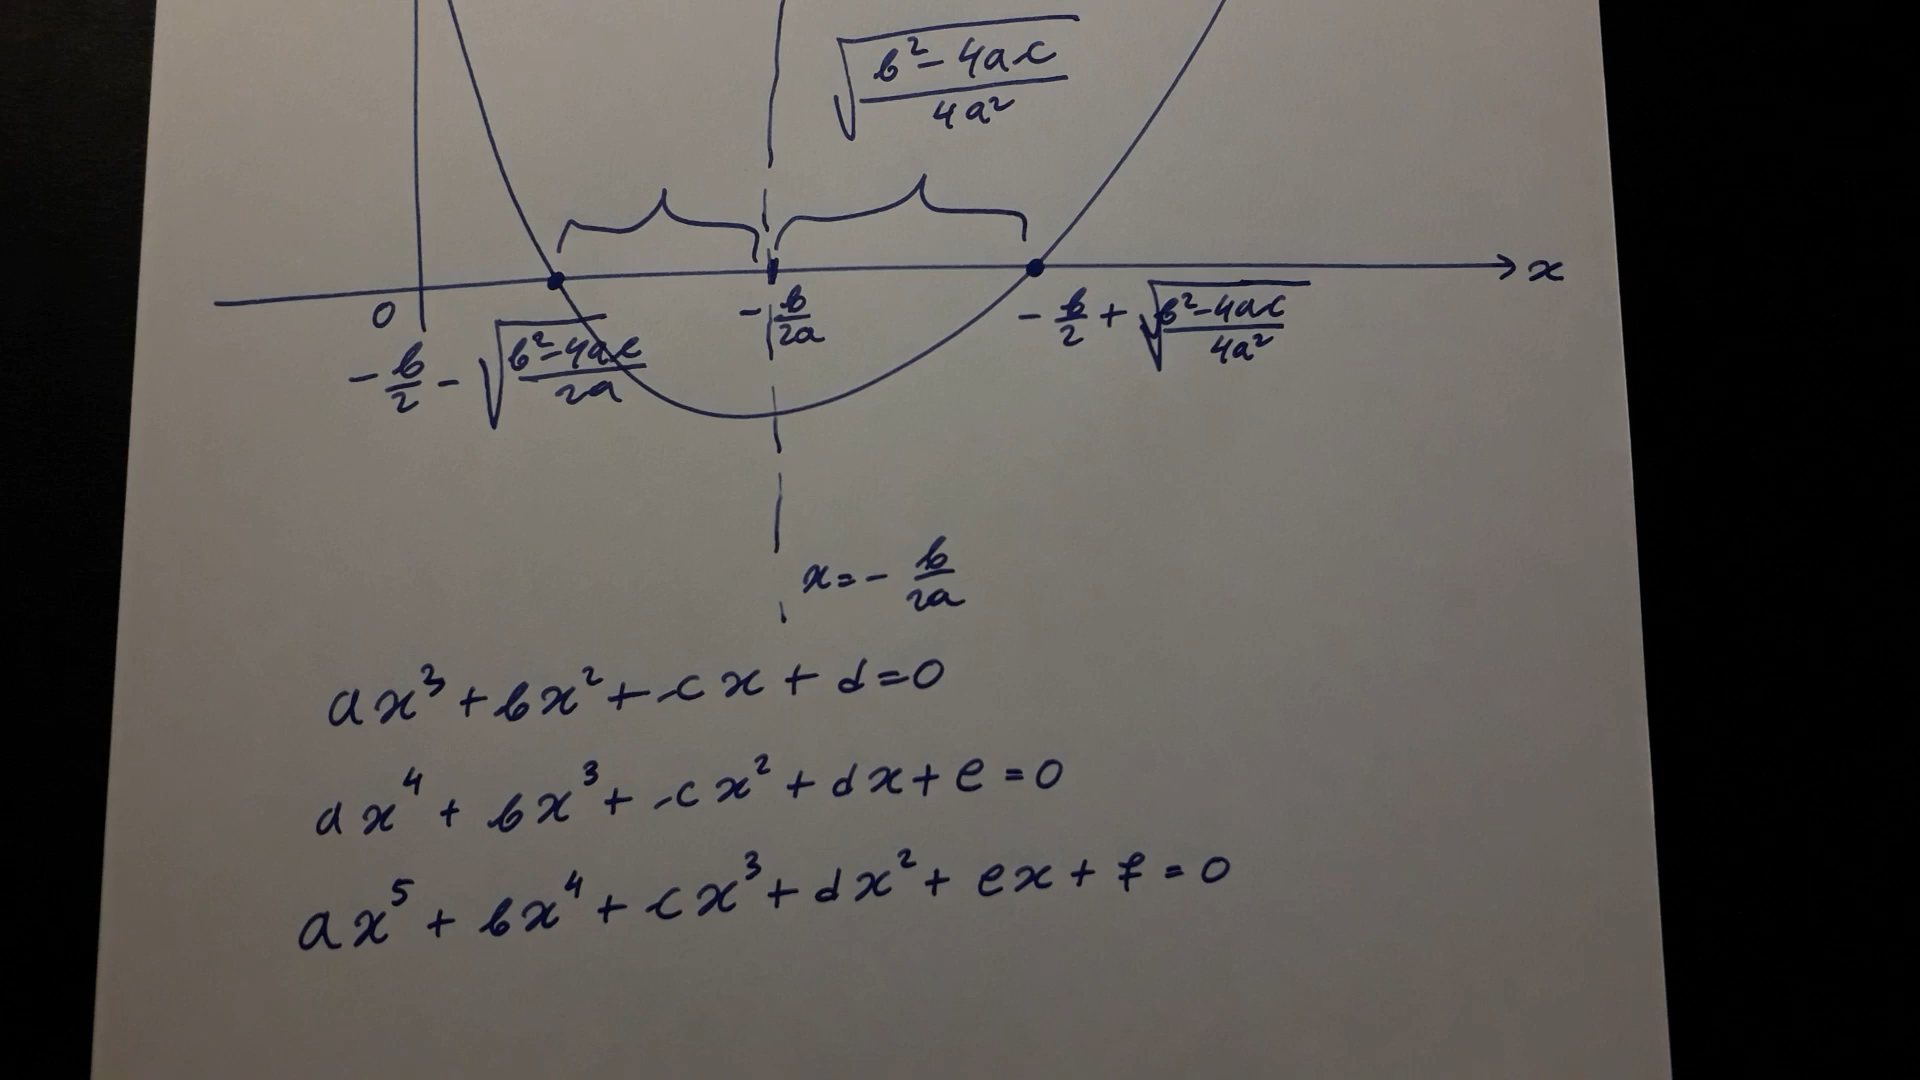 √((b²-4ac)/(4a²))
0
-b/2 - √((b²-4ac)/(2a))
-b/2a
-b/2 + √((b²-4ac)/(4a²))
x
x=-b/2a
ax³+bx²+cx+d=0
ax⁴+bx³+cx²+dx+e=0
ax⁵+bx⁴+cx³+dx²+ex+f=0